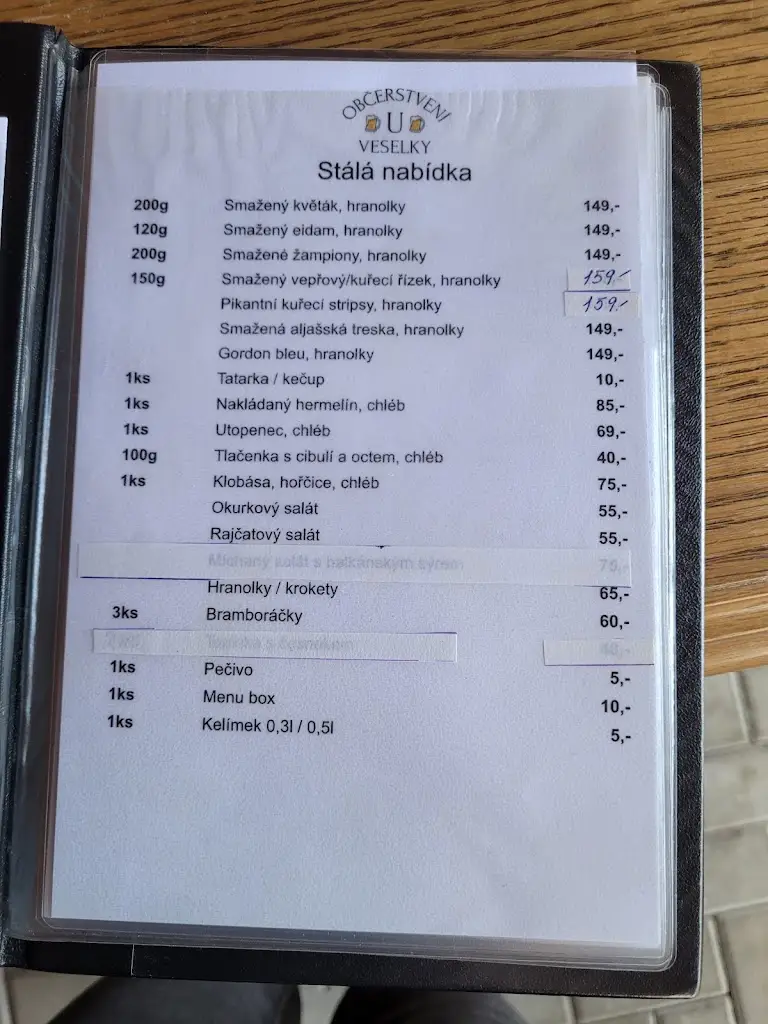 OBČERSTVENÍ
U
VESELKY
Stálá nabídka
200g Smažený květák, hranolky 149,-
120g Smažený eidam, hranolky 149,-
200g Smažené žampiony, hranolky 149,-
150g Smažený vepřový/kuřecí řízek, hranolky 159,-
Pikantní kuřecí stripsy, hranolky 159,-
Smažená aljašská treska, hranolky 149,-
Gordon bleu, hranolky 149,-
1ks Tatarka / kečup 10,-
1ks Nakládaný hermelín, chléb 85,-
1ks Utopenec, chléb 69,-
100g Tlačenka s cibulí a octem, chléb 40,-
1ks Klobása, hořčice, chléb 75,-
Okurkový salát 55,-
Rajčatový salát 55,-
Míchaný salát s balkánským sýrem
Hranolky / krokety 65,-
3ks Bramboráčky 60,-
1ks Pečivo 5,-
1ks Menu box 10,-
1ks Kelímek 0,3l / 0,5l 5,-